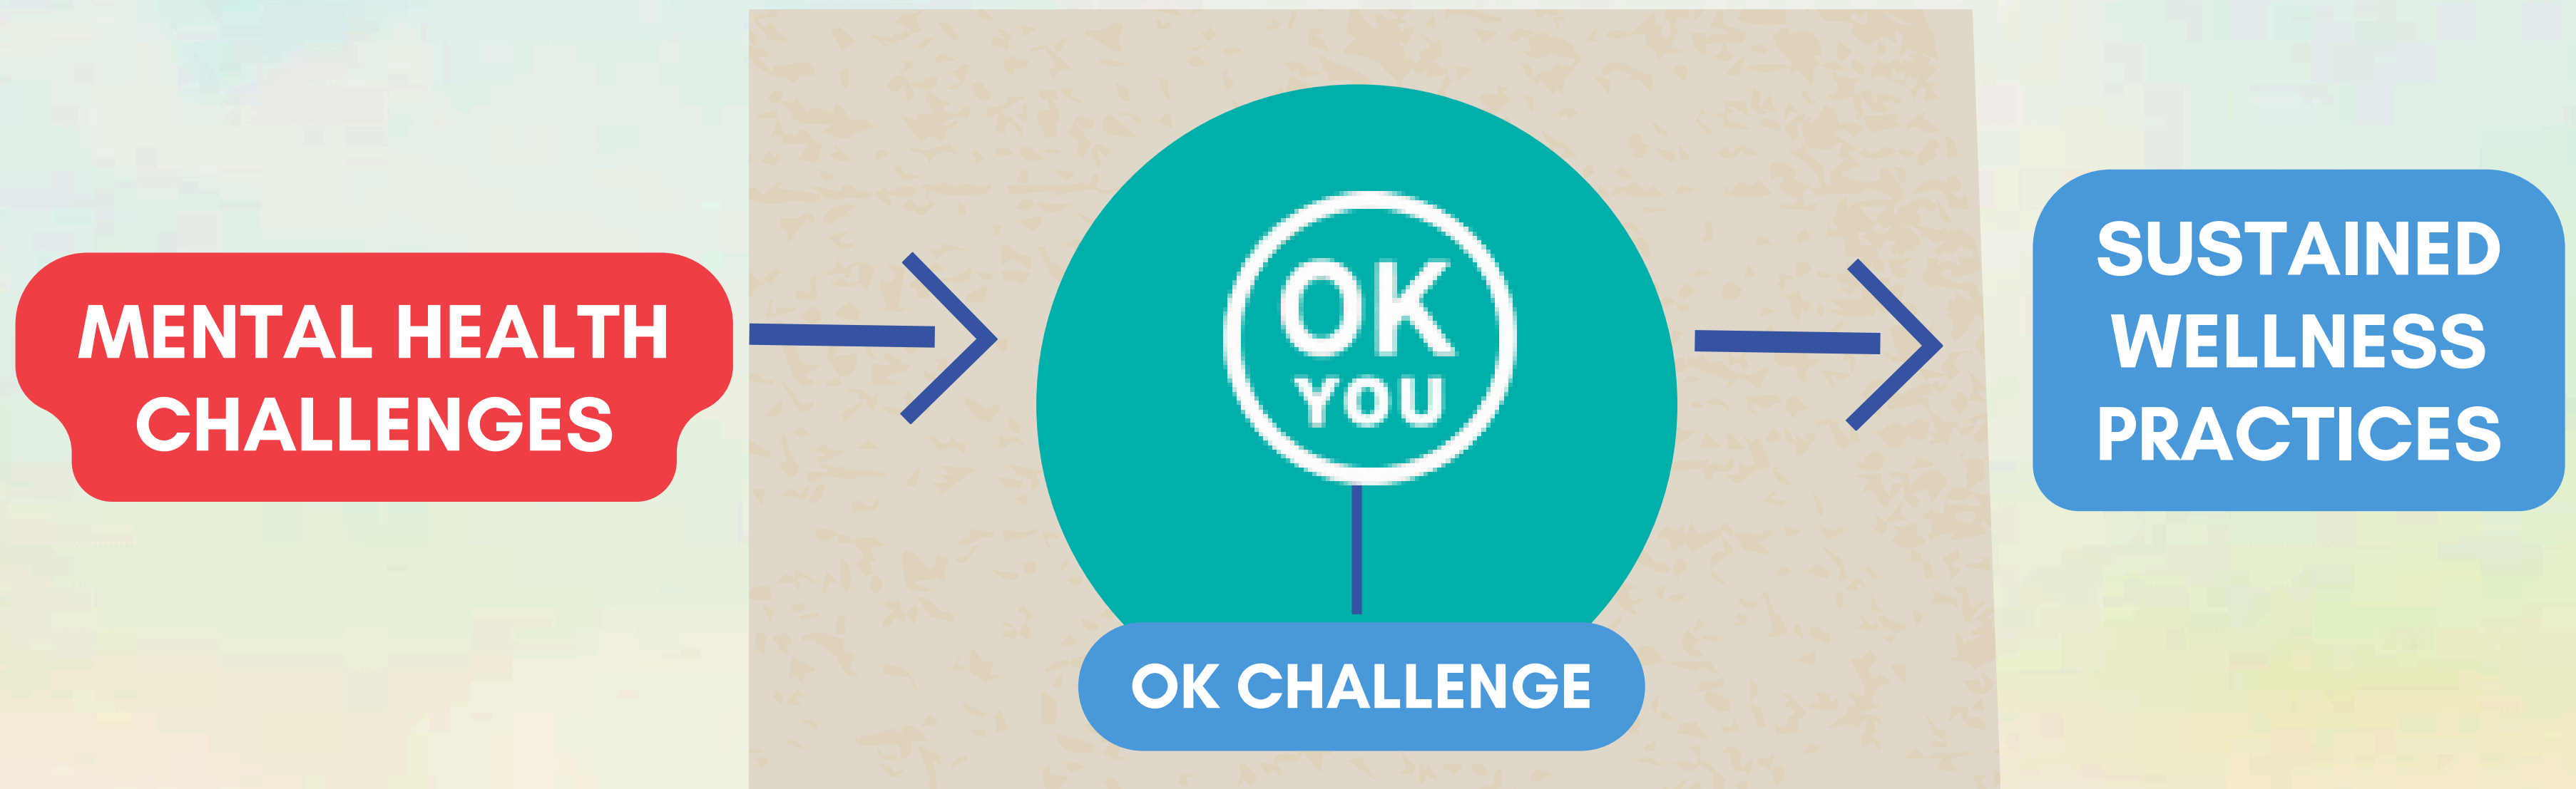 MENTAL HEALTH
CHALLENGES
OK
YOU
OK CHALLENGE
SUSTAINED
WELLNESS
PRACTICES